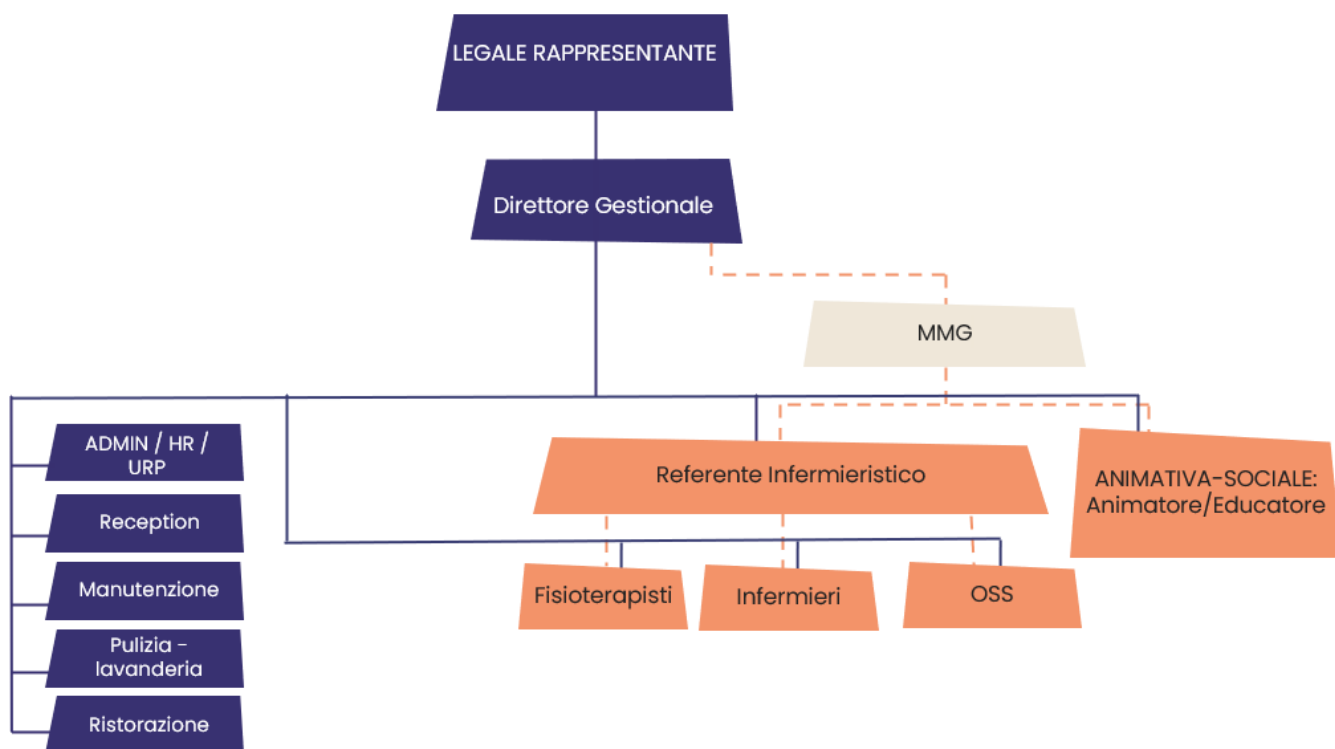 LEGALE RAPPRESENTANTE
Direttore Gestionale
MMG
ADMIN / HR /
URP
Reception
Manutenzione
Pulizia -
lavanderia
Ristorazione
Referente Infermieristico
ANIMATIVA-SOCIALE:
Animatore/Educatore
Fisioterapisti
Infermieri
OSS